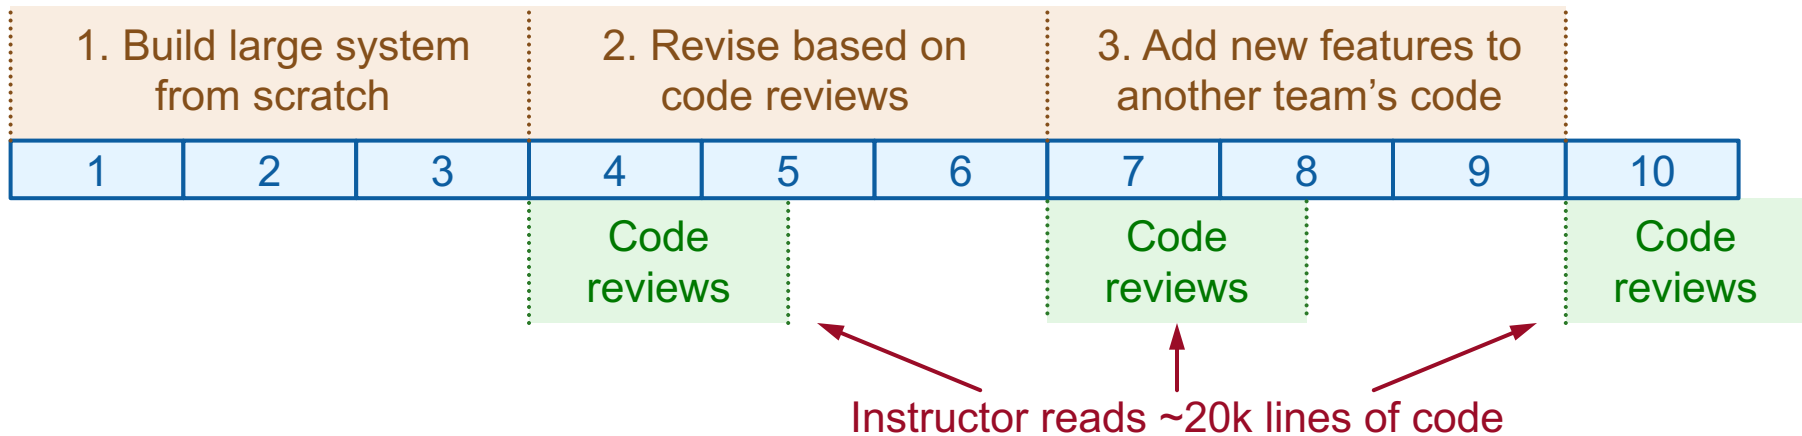 1. Build large system
from scratch
2. Revise based on
code reviews
3. Add new features to
another team’s code
1 2 3 4 5 6 7 8 9 10
Code
reviews
Code
reviews
Code
reviews
Instructor reads ~20k lines of code